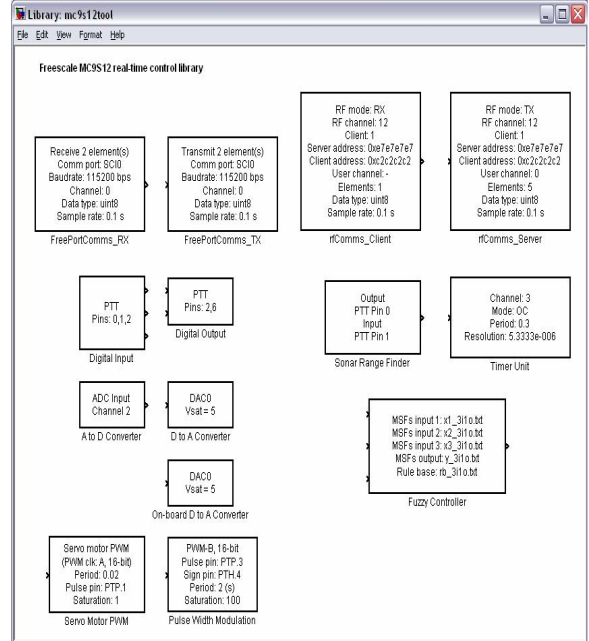 Library: mc9s12tool
File Edit View Format Help
Freescale MC9S12 real-time control library
Receive 2 element(s)
Comm port: SCI0
Baudrate: 115200 bps
Channel: 0
Data type: uint8
Sample rate: 0.1 s
FreePortComms_RX
Transmit 2 element(s)
Comm port: SCI0
Baudrate: 115200 bps
Channel: 0
Data type: uint8
Sample rate: 0.1 s
FreePortComms_TX
RF mode: RX
RF channel: 12
Client: 1
Server address: 0xe7e7e7e7
Client address: 0xc2c2c2c2
User channel: -
Elements: 1
Data type: uint8
Sample rate: 0.1 s
rfComms_Client
RF mode: TX
RF channel: 12
Client: 1
Server address: 0xe7e7e7e7
Client address: 0xc2c2c2c2
User channel: 0
Elements: 5
Data type: uint8
Sample rate: 0.1 s
rfComms_Server
PTT
Pins: 0,1,2
Digital Input
PTT
Pins: 2,6
Digital Output
Output
PTT Pin 0
Input
PTT Pin 1
Sonar Range Finder
Channel: 3
Mode: OC
Period: 0.3
Resolution: 5.3333e-006
Timer Unit
ADC Input
Channel 2
A to D Converter
DAC0
Vsat = 5
D to A Converter
MSFs input 1: x1_3i1o.txt
MSFs input 2: x2_3i1o.txt
MSFs input 3: x3_3i1o.txt
MSFs output: y_3i1o.txt
Rule base: rb_3i1o.txt
Fuzzy Controller
DAC0
Vsat = 5
On-board D to A Converter
Servo motor PWM
(PWM clk: A, 16-bit)
Period: 0.02
Pulse pin: PTP.1
Saturation: 1
Servo Motor PWM
PWM-B, 16-bit
Pulse pin: PTP.3
Sign pin: PTH.4
Period: 2 (s)
Saturation: 100
Pulse Width Modulation